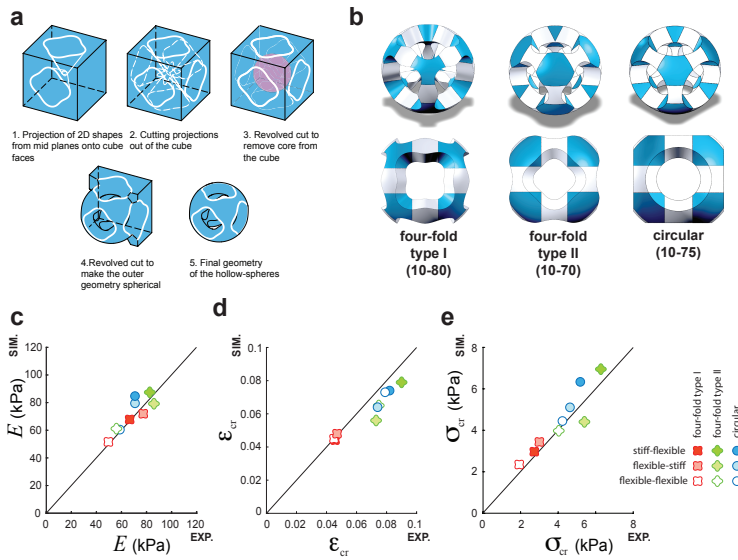 a
1. Projection of 2D shapes
from mid planes onto cube
faces
2. Cutting projections
out of the cube
3. Revolved cut to
remove core from
the cube
4.Revolved cut to
make the outer
geometry spherical
5. Final geometry
of the hollow-spheres
b
four-fold
type I
(10-80)
four-fold
type II
(10-70)
circular
(10-75)
c
SIM.
E (kPa)
120
100
80
60
40
20
0
0 20 40 60 80 100 120
E (kPa)
EXP.
d
SIM.
εcr
0.1
0.08
0.06
0.04
0.02
0
0 0.02 0.04 0.06 0.08 0.1
εcr
EXP.
e
SIM.
σcr (kPa)
8
6
4
2
0
0 2 4 6 8
σcr (kPa)
EXP.
four-fold type I
four-fold type II
circular
stiff-flexible
flexible-stiff
flexible-flexible